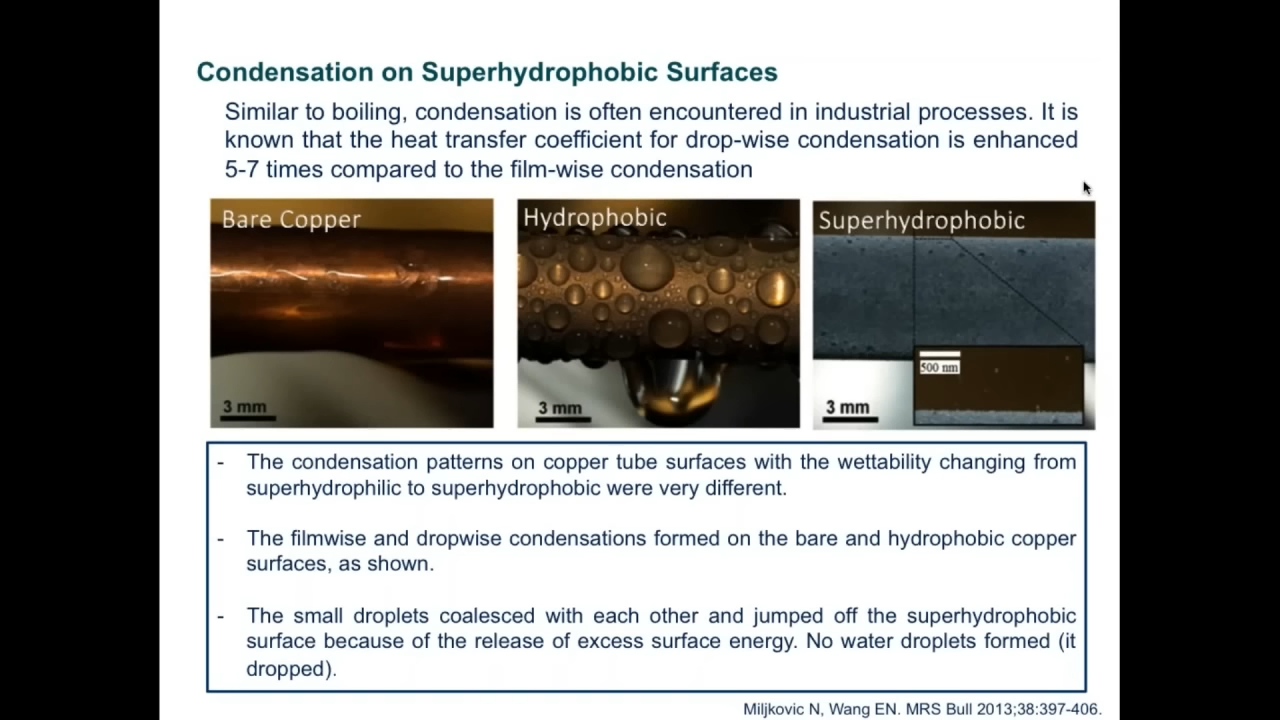 Condensation on Superhydrophobic Surfaces
Similar to boiling, condensation is often encountered in industrial processes. It is
known that the heat transfer coefficient for drop-wise condensation is enhanced
5-7 times compared to the film-wise condensation
Bare Copper
3 mm
Hydrophobic
3 mm
Superhydrophobic
500 nm
3 mm
- The condensation patterns on copper tube surfaces with the wettability changing from
superhydrophilic to superhydrophobic were very different.
- The filmwise and dropwise condensations formed on the bare and hydrophobic copper
surfaces, as shown.
- The small droplets coalesced with each other and jumped off the superhydrophobic
surface because of the release of excess surface energy. No water droplets formed (it
dropped).
Miljkovic N, Wang EN. MRS Bull 2013;38:397-406.